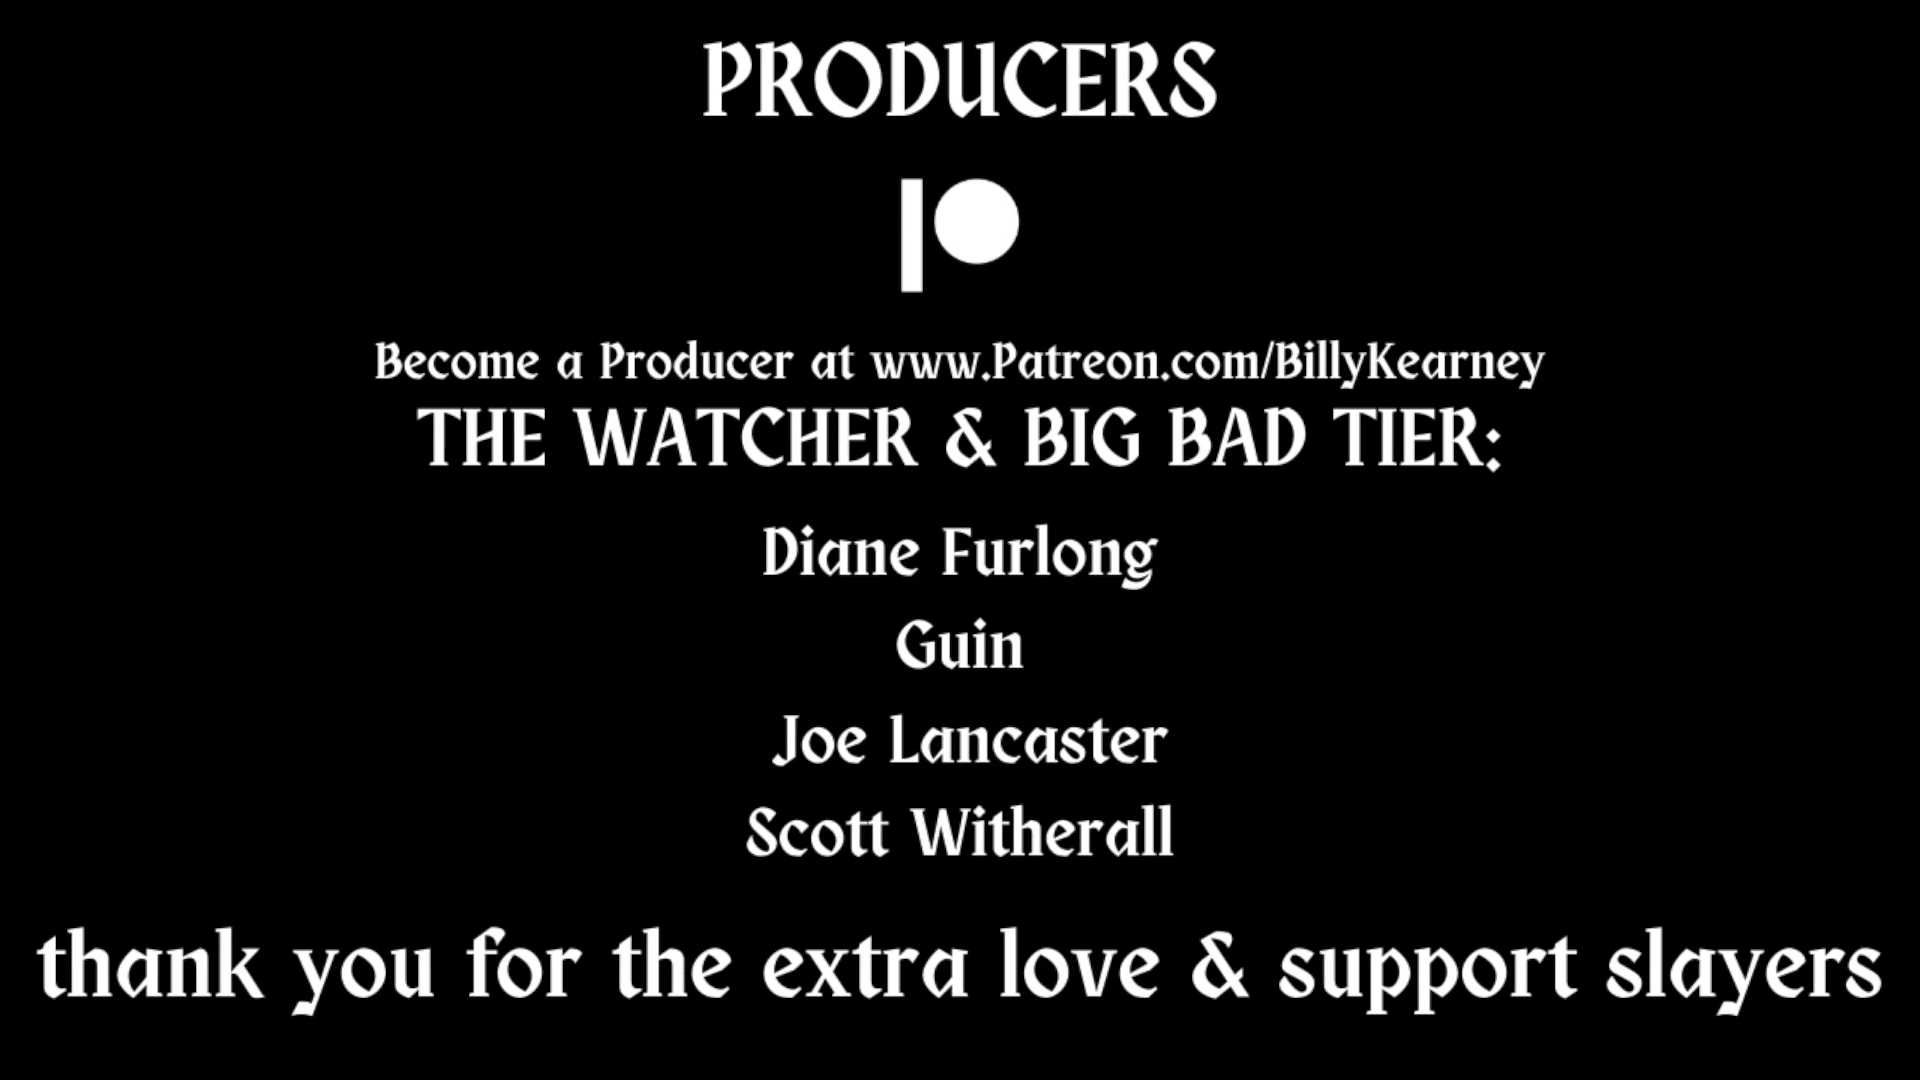 PRODUCERS
Become a Producer at www.Patreon.com/BillyKearney
THE WATCHER & BIG BAD TIER:
Diane Furlong
Guin
Joe Lancaster
Scott Witherall
thank you for the extra love & support slayers